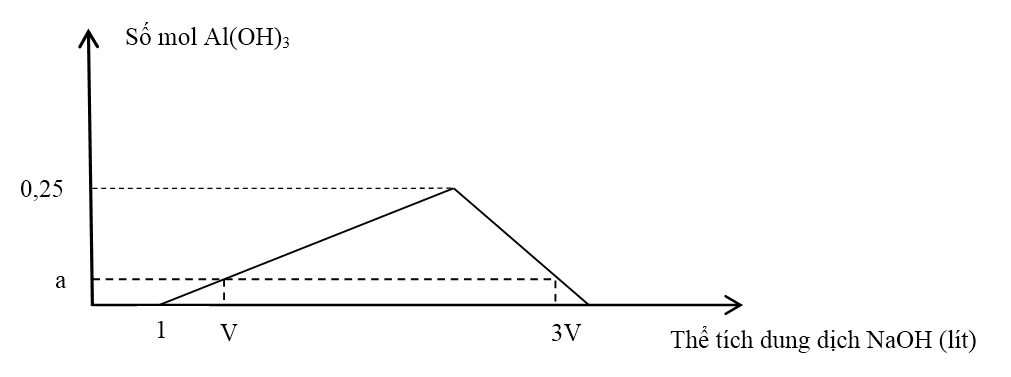 Số mol Al(OH)₃
0,25
a
1
V
3V
Thể tích dung dịch NaOH (lít)